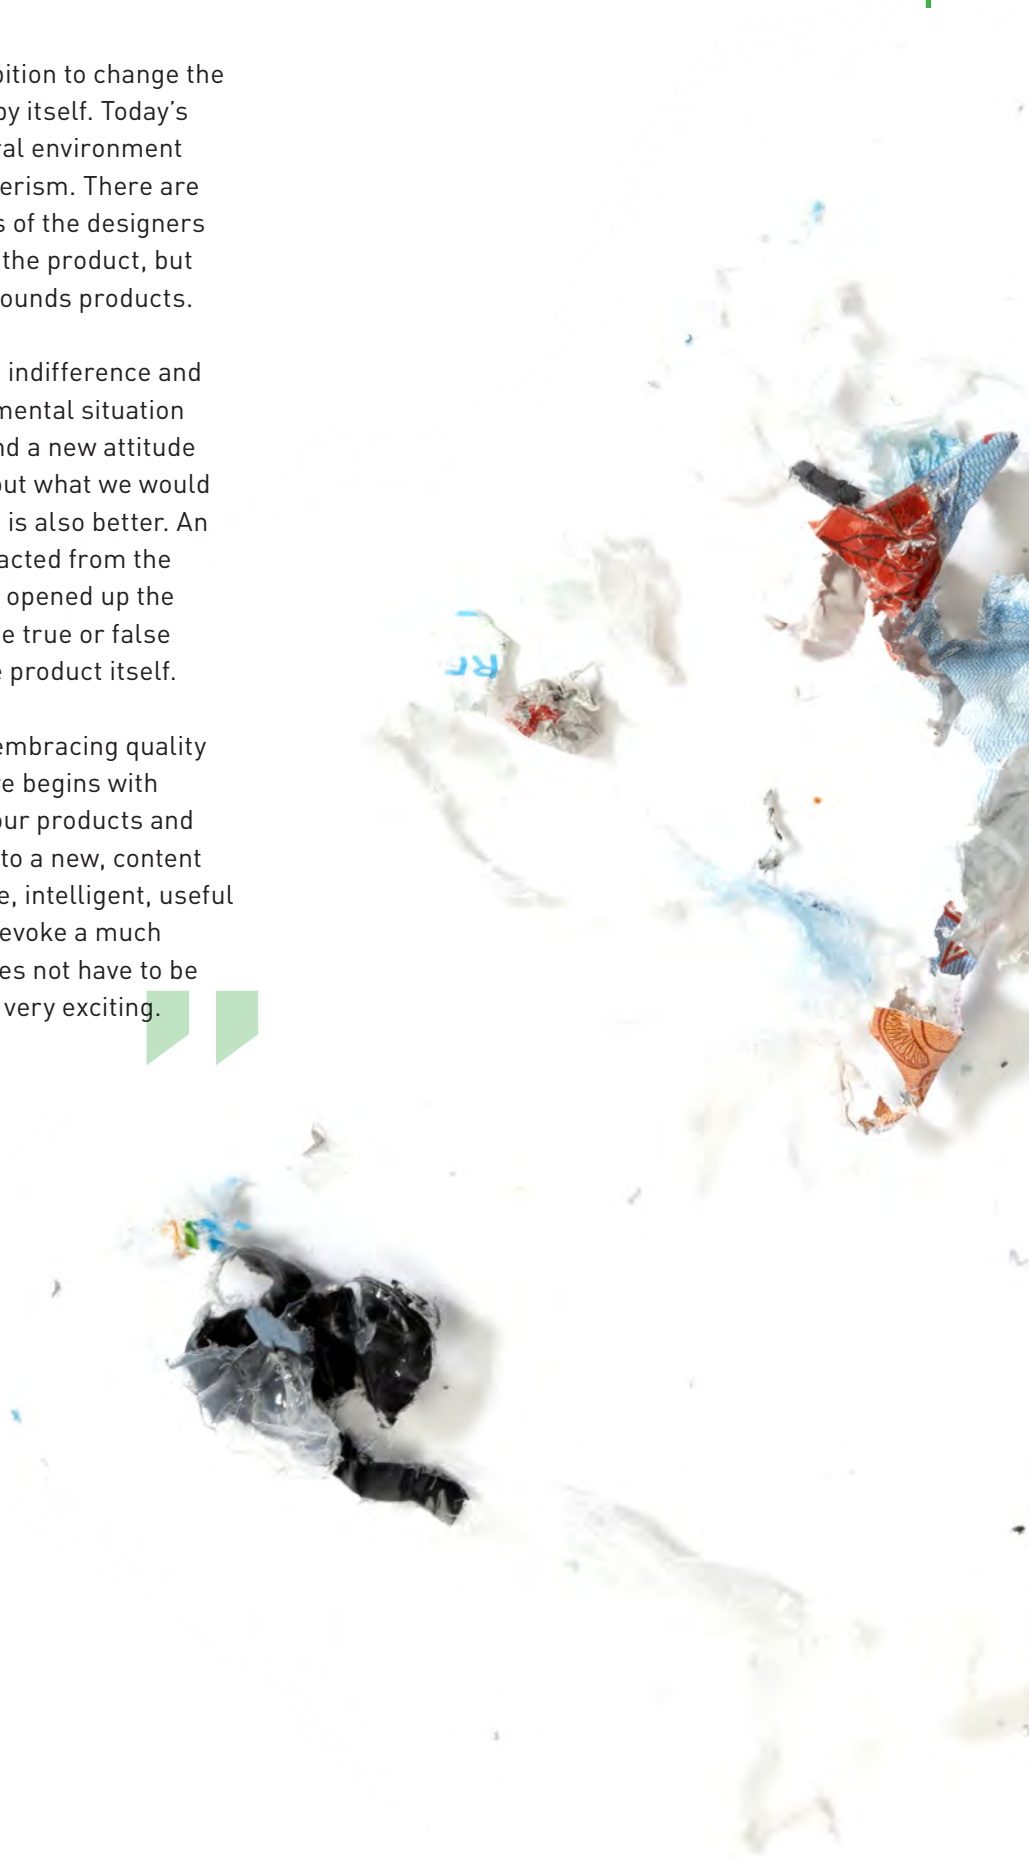 bition to change the
by itself. Today’s
ral environment
erism. There are
s of the designers
the product, but
ounds products.
indifference and
mental situation
nd a new attitude
out what we would
is also better. An
acted from the
opened up the
e true or false
e product itself.
embracing quality
re begins with
our products and
to a new, content
e, intelligent, useful
evoke a much
es not have to be
very exciting.